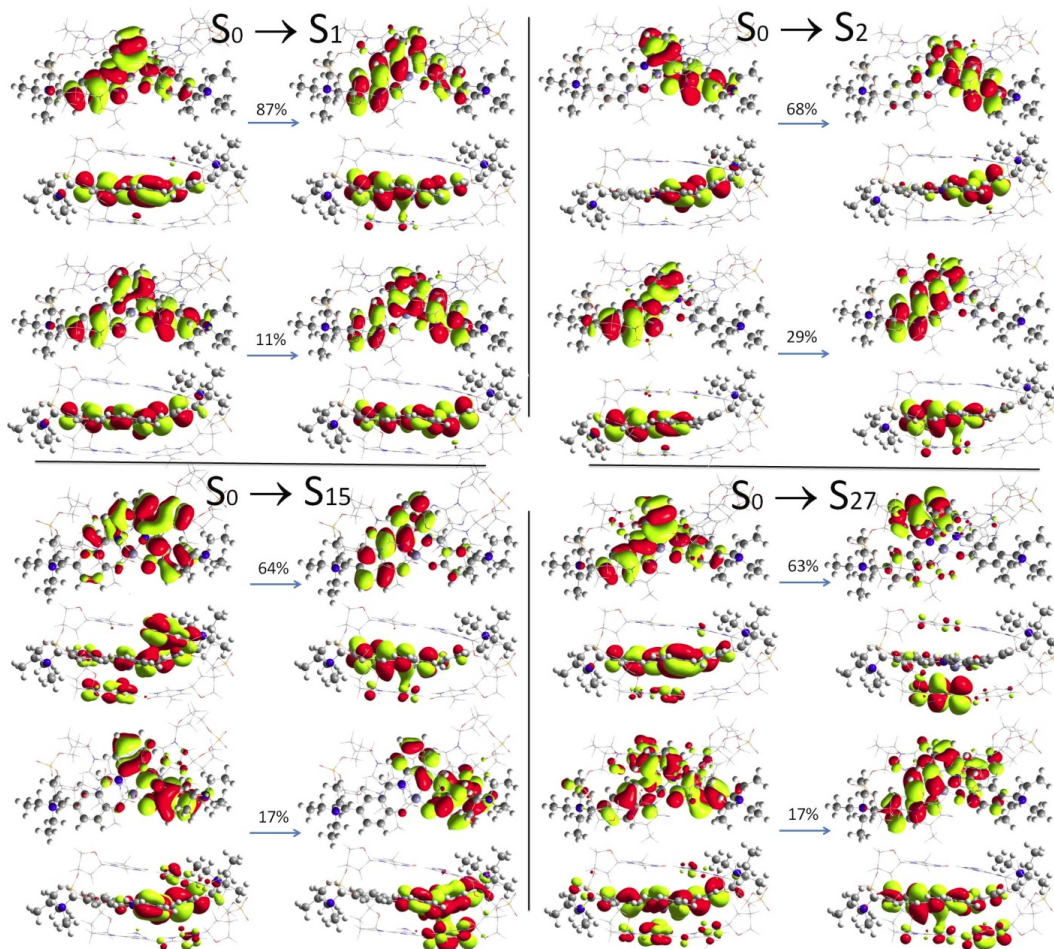 S₀ → S₁
87%
11%
S₀ → S₂
68%
29%
S₀ → S₁₅
64%
17%
S₀ → S₂₇
63%
17%